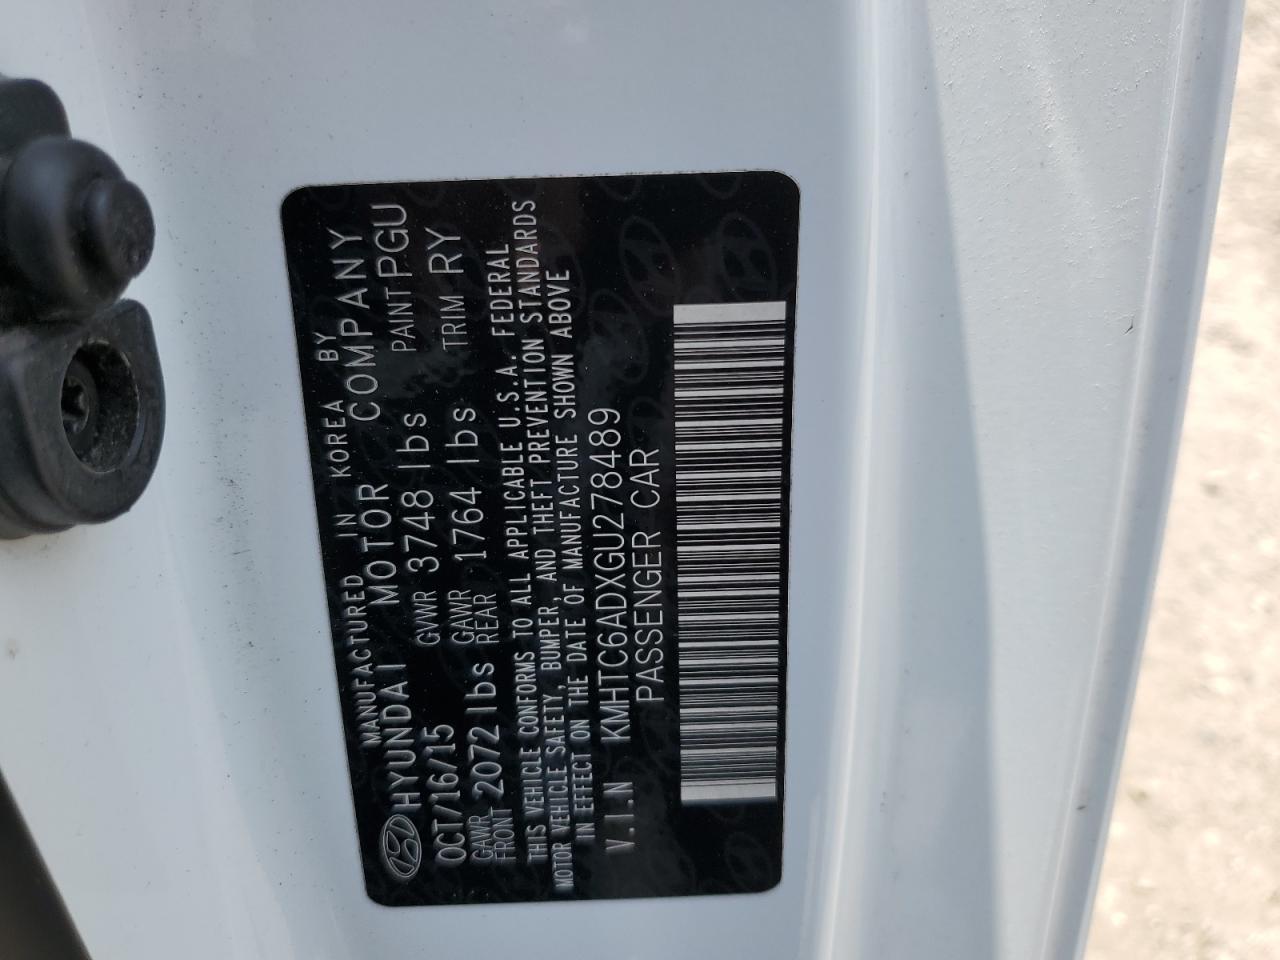 MANUFACTURED IN KOREA BY
HYUNDAI MOTOR COMPANY
OCT/16/15 GVWR 3748 lbs PAINT PGU
GAWR FRONT 2072 lbs GAWR REAR 1764 lbs TRIM RY
THIS VEHICLE CONFORMS TO ALL APPLICABLE U.S.A. FEDERAL
MOTOR VEHICLE SAFETY, BUMPER, AND THEFT PREVENTION STANDARDS
IN EFFECT ON THE DATE OF MANUFACTURE SHOWN ABOVE
V.I.N KMHTC6ADXGU278489
PASSENGER CAR